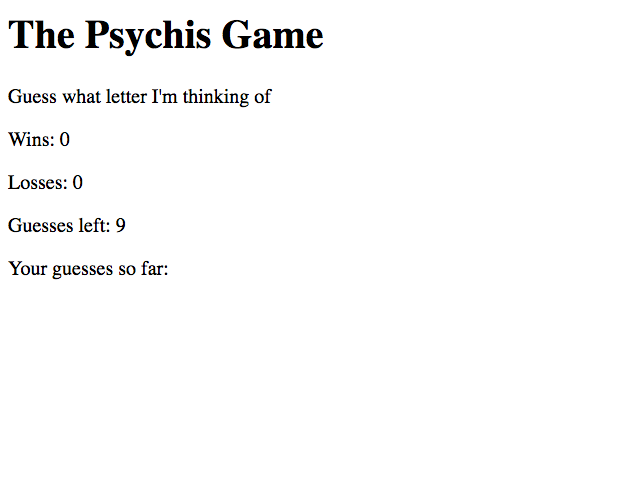 The Psychis Game
Guess what letter I'm thinking of
Wins: 0
Losses: 0
Guesses left: 9
Your guesses so far: